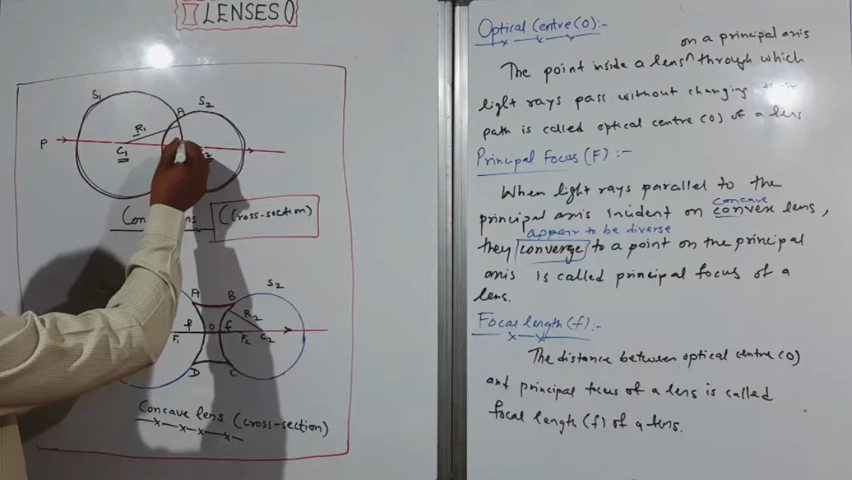 LENSES
S1
A
S2
R1
P
C1
(Cross-section)
S2
A
B
R2
f
O
f
F1
F2
C2
D
C
Concave lens (cross-section)
Optical Centre (O) :-
on a principal axis
The point inside a lens ^ through which
light rays pass without changing
path is called optical centre (O) of a lens.
Principal Focus (F) :-
When light rays parallel to the
concave
principal axis incident on convex lens,
appear to be diverse
they converge to a point on the principal
axis is called principal focus of a
lens.
Focal length (f) :-
The distance between optical centre (O)
and principal focus of a lens is called
focal length (f) of a lens.